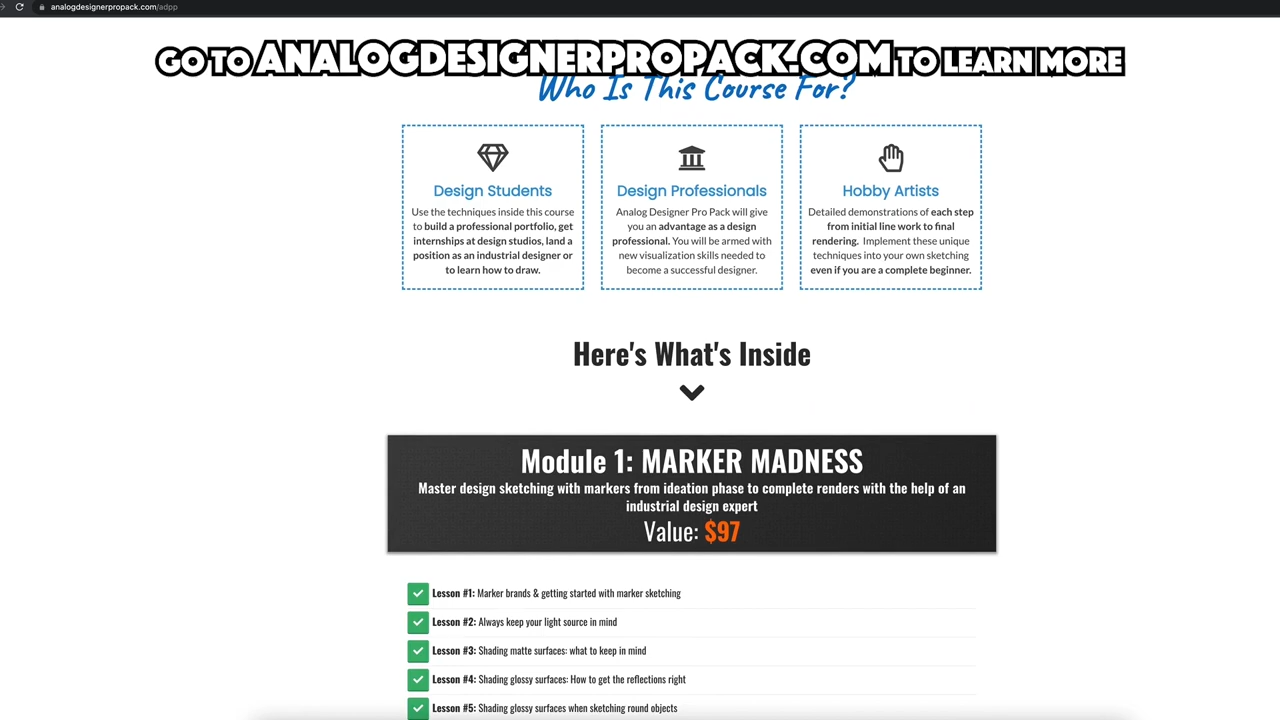 analogdesignerpropack.com/adpp
GO TO ANALOGDESIGNERPROPACK.COM TO LEARN MORE
Who Is This Course For?
Design Students
Use the techniques inside this course
to build a professional portfolio, get
internships at design studios, land a
position as an industrial designer or
to learn how to draw.
Design Professionals
Analog Designer Pro Pack will give
you an advantage as a design
professional. You will be armed with
new visualization skills needed to
become a successful designer.
Hobby Artists
Detailed demonstrations of each step
from initial line work to final
rendering. Implement these unique
techniques into your own sketching
even if you are a complete beginner.
Here's What's Inside
Module 1: MARKER MADNESS
Master design sketching with markers from ideation phase to complete renders with the help of an
industrial design expert
Value: $97
Lesson #1: Marker brands & getting started with marker sketching
Lesson #2: Always keep your light source in mind
Lesson #3: Shading matte surfaces: what to keep in mind
Lesson #4: Shading glossy surfaces: How to get the reflections right
Lesson #5: Shading glossy surfaces when sketching round objects